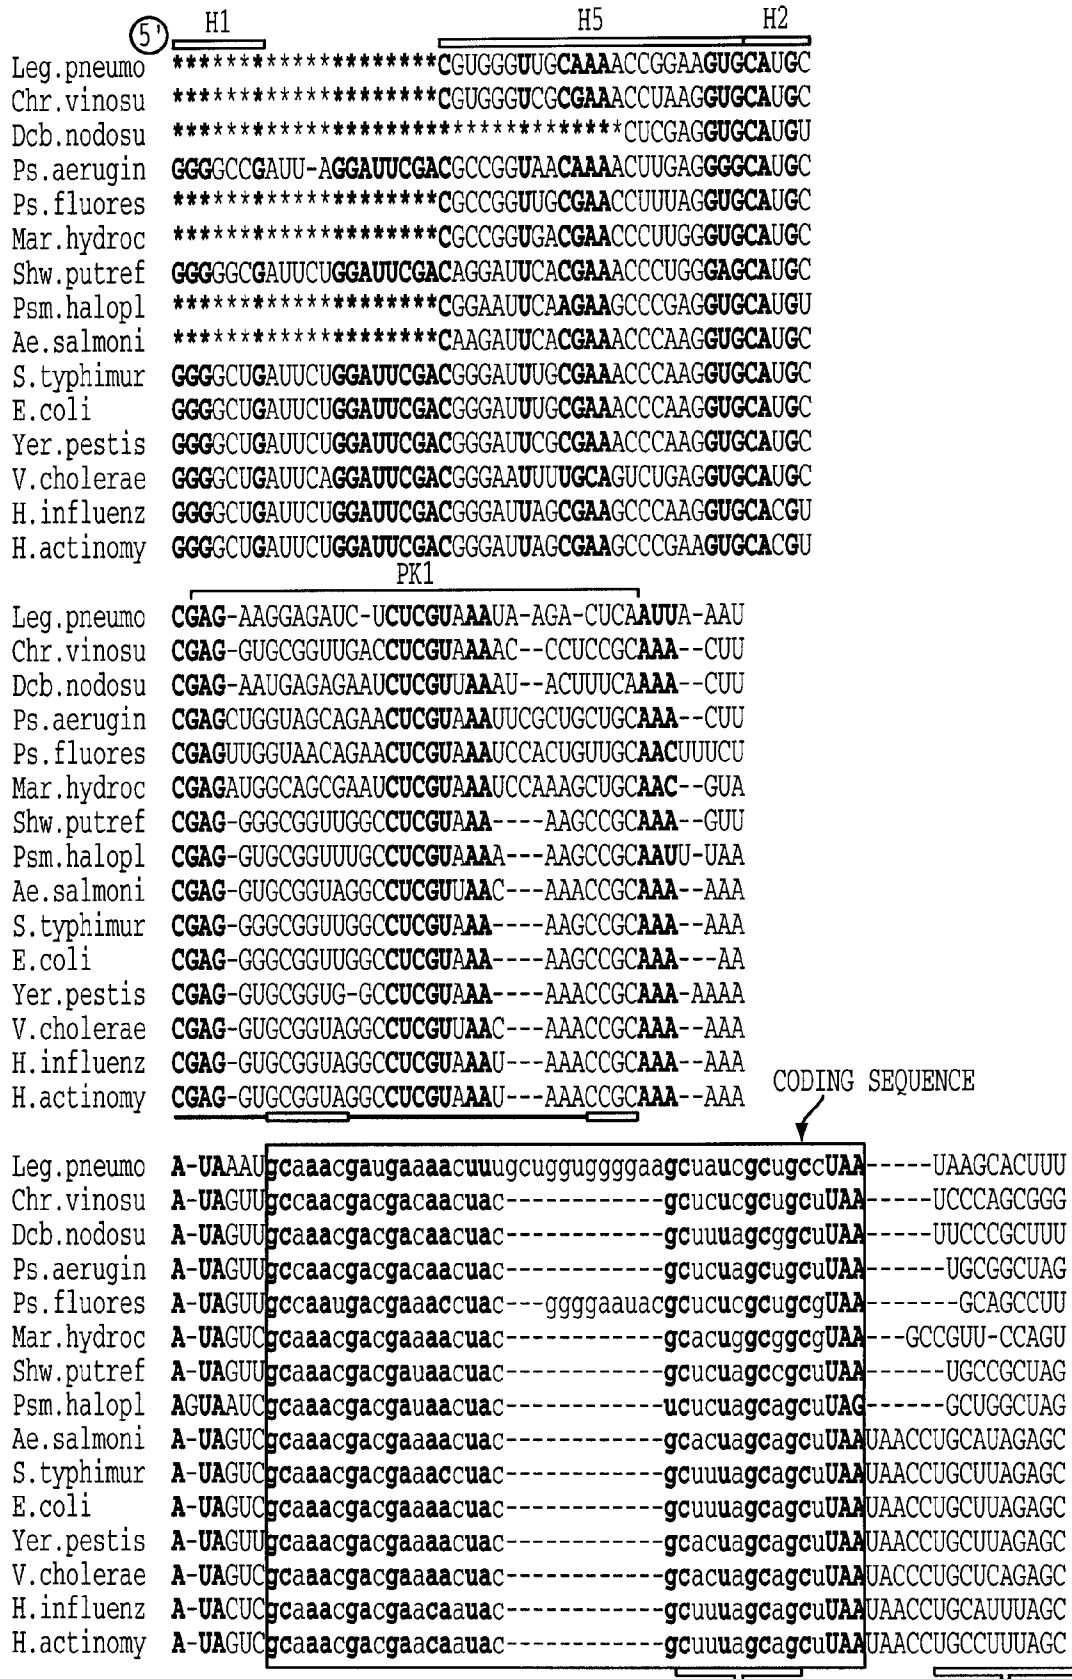 5' H1 H5 H2
Leg.pneumo ********************CGUGGGUUGCAAAACCGGAAGUGCAUGC
Chr.vinosu ********************CGUGGGUCGCGAAACCUAAGGUGCAUGC
Dcb.nodosu **********************************CUCGAGGUGCAUGU
Ps.aerugin GGGGCCGAUU-AGGAUUCGACGCCGGUAACAAAACUUGAGGGGCAUGC
Ps.fluores ********************CGCCGGUUGCGAACCUUUAGGUGCAUGC
Mar.hydroc ********************CGCCGGUGACGAACCCUUGGGUGCAUGC
Shw.putref GGGGGCGAUUCUGGAUUCGACAGGAUUCACGAAACCCUGGGAGCAUGC
Psm.halopl ********************CGGAAUUCAAGAAGCCCGAGGUGCAUGU
Ae.salmoni ********************CAAGAUUCACGAAACCCAAGGUGCAUGC
S.typhimur GGGGCUGAUUCUGGAUUCGACGGGAUUUGCGAAACCCAAGGUGCAUGC
E.coli GGGGCUGAUUCUGGAUUCGACGGGAUUUGCGAAACCCAAGGUGCAUGC
Yer.pestis GGGGCUGAUUCUGGAUUCGACGGGAUUCGCGAAACCCAAGGUGCAUGC
V.cholerae GGGGCUGAUUCAGGAUUCGACGGGAAUUUUGCAGUCUGAGGUGCAUGC
H.influenz GGGGCUGAUUCUGGAUUCGACGGGAUUAGCGAAGCCCAAGGUGCACGU
H.actinomy GGGGCUGAUUCUGGAUUCGACGGGAUUAGCGAAGCCCGAAGUGCACGU
PK1
Leg.pneumo CGAG-AAGGAGAUC-UCUCGUAAAUA-AGA-CUCAAUUA-AAU
Chr.vinosu CGAG-GUGCGGUUGACCUCGUAAAAC--CCUCCGCAAA--CUU
Dcb.nodosu CGAG-AAUGAGAGAAUCUCGUUAAAU--ACUUUCAAAA--CUU
Ps.aerugin CGAGCUGGUAGCAGAACUCGUAAAUUCGCUGCUGCAAA--CUU
Ps.fluores CGAGUUGGUAACAGAACUCGUAAAUCCACUGUUGCAACUUUCU
Mar.hydroc CGAGAUGGCAGCGAAUCUCGUAAAUCCAAAGCUGCAAC--GUA
Shw.putref CGAG-GGGCGGUUGGCCUCGUAAA----AAGCCGCAAA--GUU
Psm.halopl CGAG-GUGCGGUUUGCCUCGUAAAA---AAGCCGCAAUU-UAA
Ae.salmoni CGAG-GUGCGGUAGGCCUCGUUAAC---AAACCGCAAA--AAA
S.typhimur CGAG-GGGCGGUUGGCCUCGUAAA----AAGCCGCAAA--AAA
E.coli CGAG-GGGCGGUUGGCCUCGUAAA----AAGCCGCAAA---AA
Yer.pestis CGAG-GUGCGGUG-GCCUCGUAAA----AAACCGCAAA-AAAA
V.cholerae CGAG-GUGCGGUAGGCCUCGUUAAC---AAACCGCAAA--AAA
H.influenz CGAG-GUGCGGUAGGCCUCGUAAAU---AAACCGCAAA--AAA
H.actinomy CGAG-GUGCGGUAGGCCUCGUAAAU---AAACCGCAAA--AAA
CODING SEQUENCE
Leg.pneumo A-UAAAUgcaaacgaugaaaacuuugcugguggggaagcuaucgcugccUAA-----UAAGCACUUU
Chr.vinosu A-UAGUUgccaacgacgacaacuac------------gcucucgcugcuUAA-----UCCCAGCGGG
Dcb.nodosu A-UAGUUgcaaacgacgacaacuac------------gcuuuagcggcuUAA-----UUCCCGCUUU
Ps.aerugin A-UAGUUgccaacgacgacaacuac------------gcucuagcugcuUAA------UGCGGCUAG
Ps.fluores A-UAGUUgccaaugacgaaaccuac---ggggaauacgcucucgcugcgUAA-------GCAGCCUU
Mar.hydroc A-UAGUCgcaaacgacgaaaacuac------------gcacuggcggcgUAA---GCCGUU-CCAGU
Shw.putref A-UAGUUgcaaacgacgauaacuac------------gcucuagccgcuUAA------UGCCGCUAG
Psm.halopl AGUAAUCgcaaacgacgauaacuac------------ucucuagcagcuUAG------GCUGGCUAG
Ae.salmoni A-UAGUCgcaaacgacgaaaacuac------------gcacuagcagcuUAAUAACCUGCAUAGAGC
S.typhimur A-UAGUCgcaaacgacgaaaccuac------------gcuuuagcagcuUAAUAACCUGCUUAGAGC
E.coli A-UAGUCgcaaacgacgaaaacuac------------gcuuuagcagcuUAAUAACCUGCUUAGAGC
Yer.pestis A-UAGUUgcaaacgacgaaaacuac------------gcacuagcagcuUAAUAACCUGCUUAGAGC
V.cholerae A-UAGUCgcaaacgacgaaaacuac------------gcacuagcagcuUAAUACCCUGCUCAGAGC
H.influenz A-UACUCgcaaacgacgaacaauac------------gcuuuagcagcuUAAUAACCUGCAUUUAGC
H.actinomy A-UAGUCgcaaacgacgaacaauac------------gcuuuagcagcuUAAUAACCUGCCUUUAGC